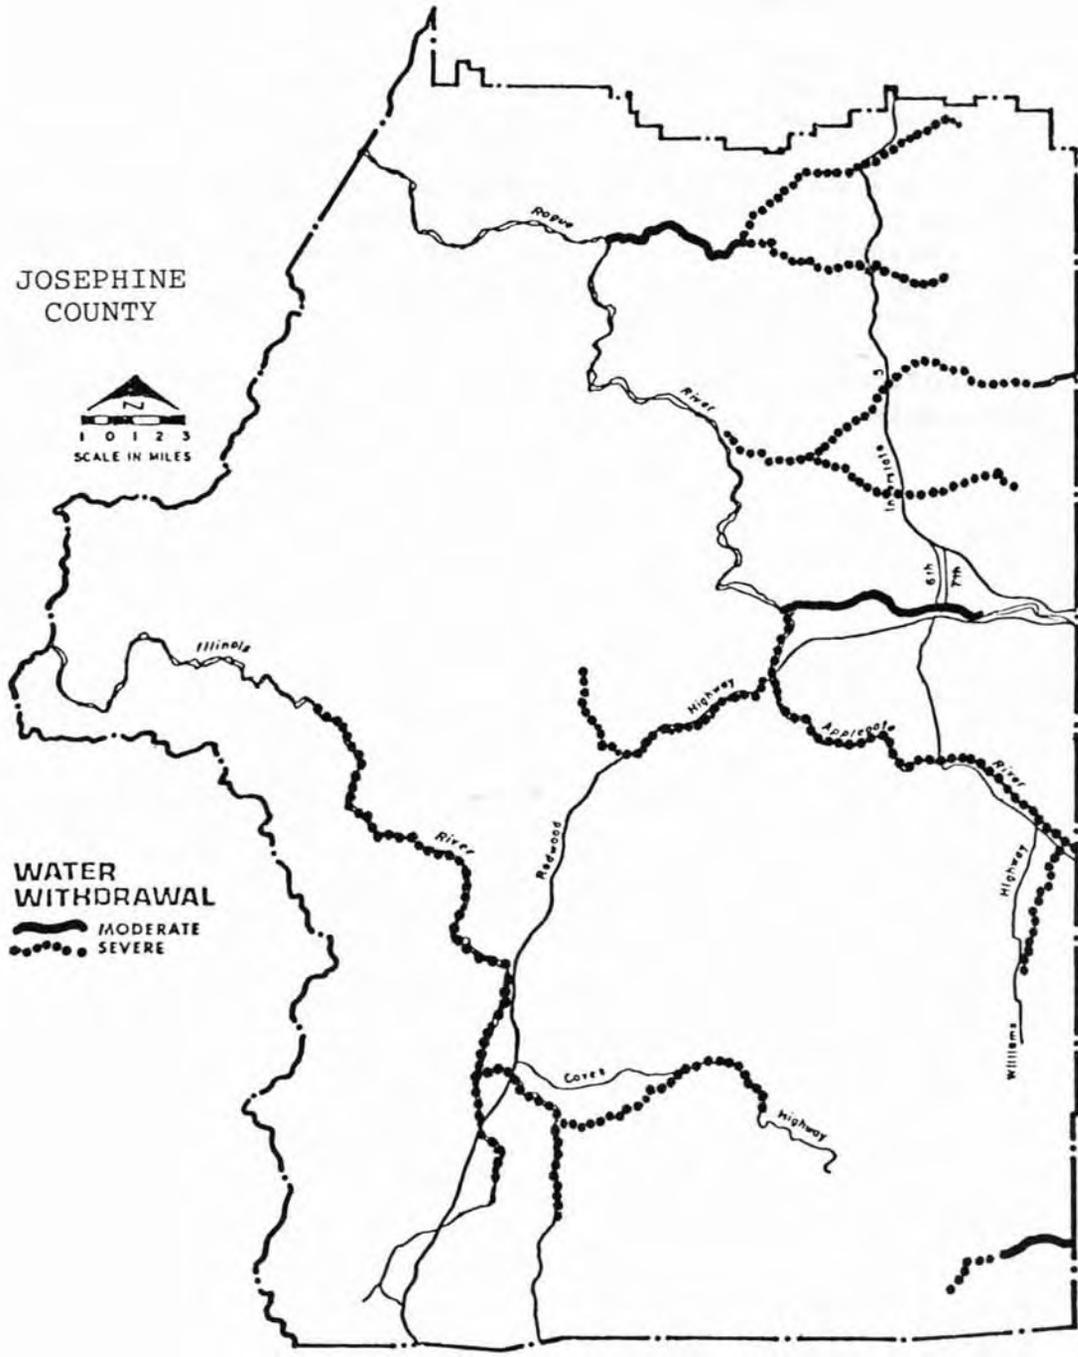 Rogue
JOSEPHINE
COUNTY
N
1 0 1 2 3
SCALE IN MILES
River
Interstate 5
6th
7th
Illinois
Highway
Applegate
River
Redwood
River
Highway
WATER
WITHDRAWAL
MODERATE
SEVERE
Williams
Caves
Highway